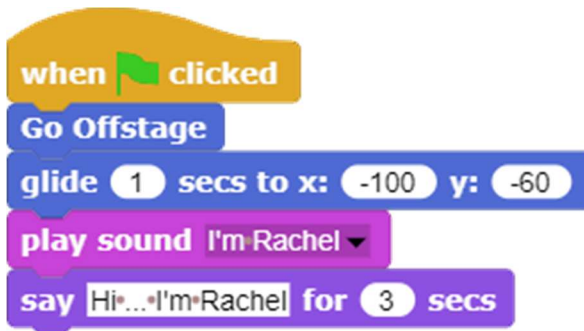 when clicked
Go Offstage
glide 1 secs to x: -100 y: -60
play sound I'm Rachel
say Hi ... I'm Rachel for 3 secs